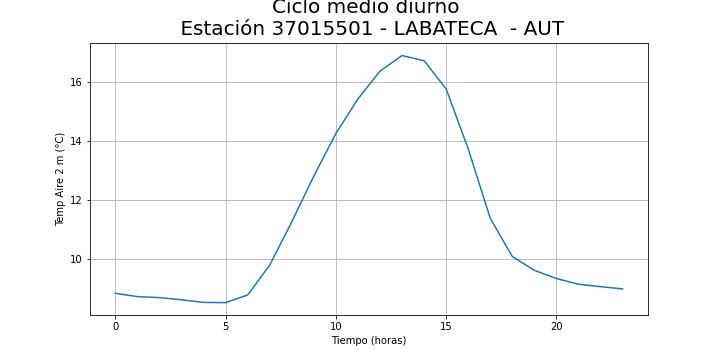 Ciclo medio diurno
Estación 37015501 - LABATECA  - AUT
Temp Aire 2 m (°C)
16
14
12
10
0
5
10
15
20
Tiempo (horas)